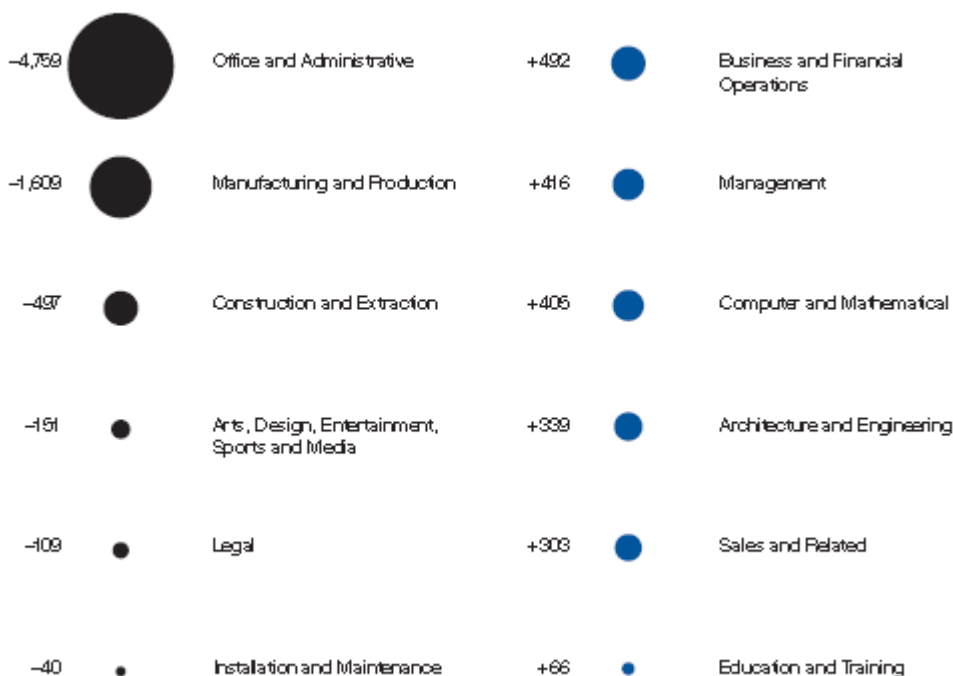 –4,759 Office and Administrative +492 Business and Financial
Operations
–1,609 Manufacturing and Production +416 Management
–497 Construction and Extraction +405 Computer and Mathematical
–151 Arts, Design, Entertainment, +339 Architecture and Engineering
Sports and Media
–109 Legal +303 Sales and Related
–40 Installation and Maintenance +66 Education and Training